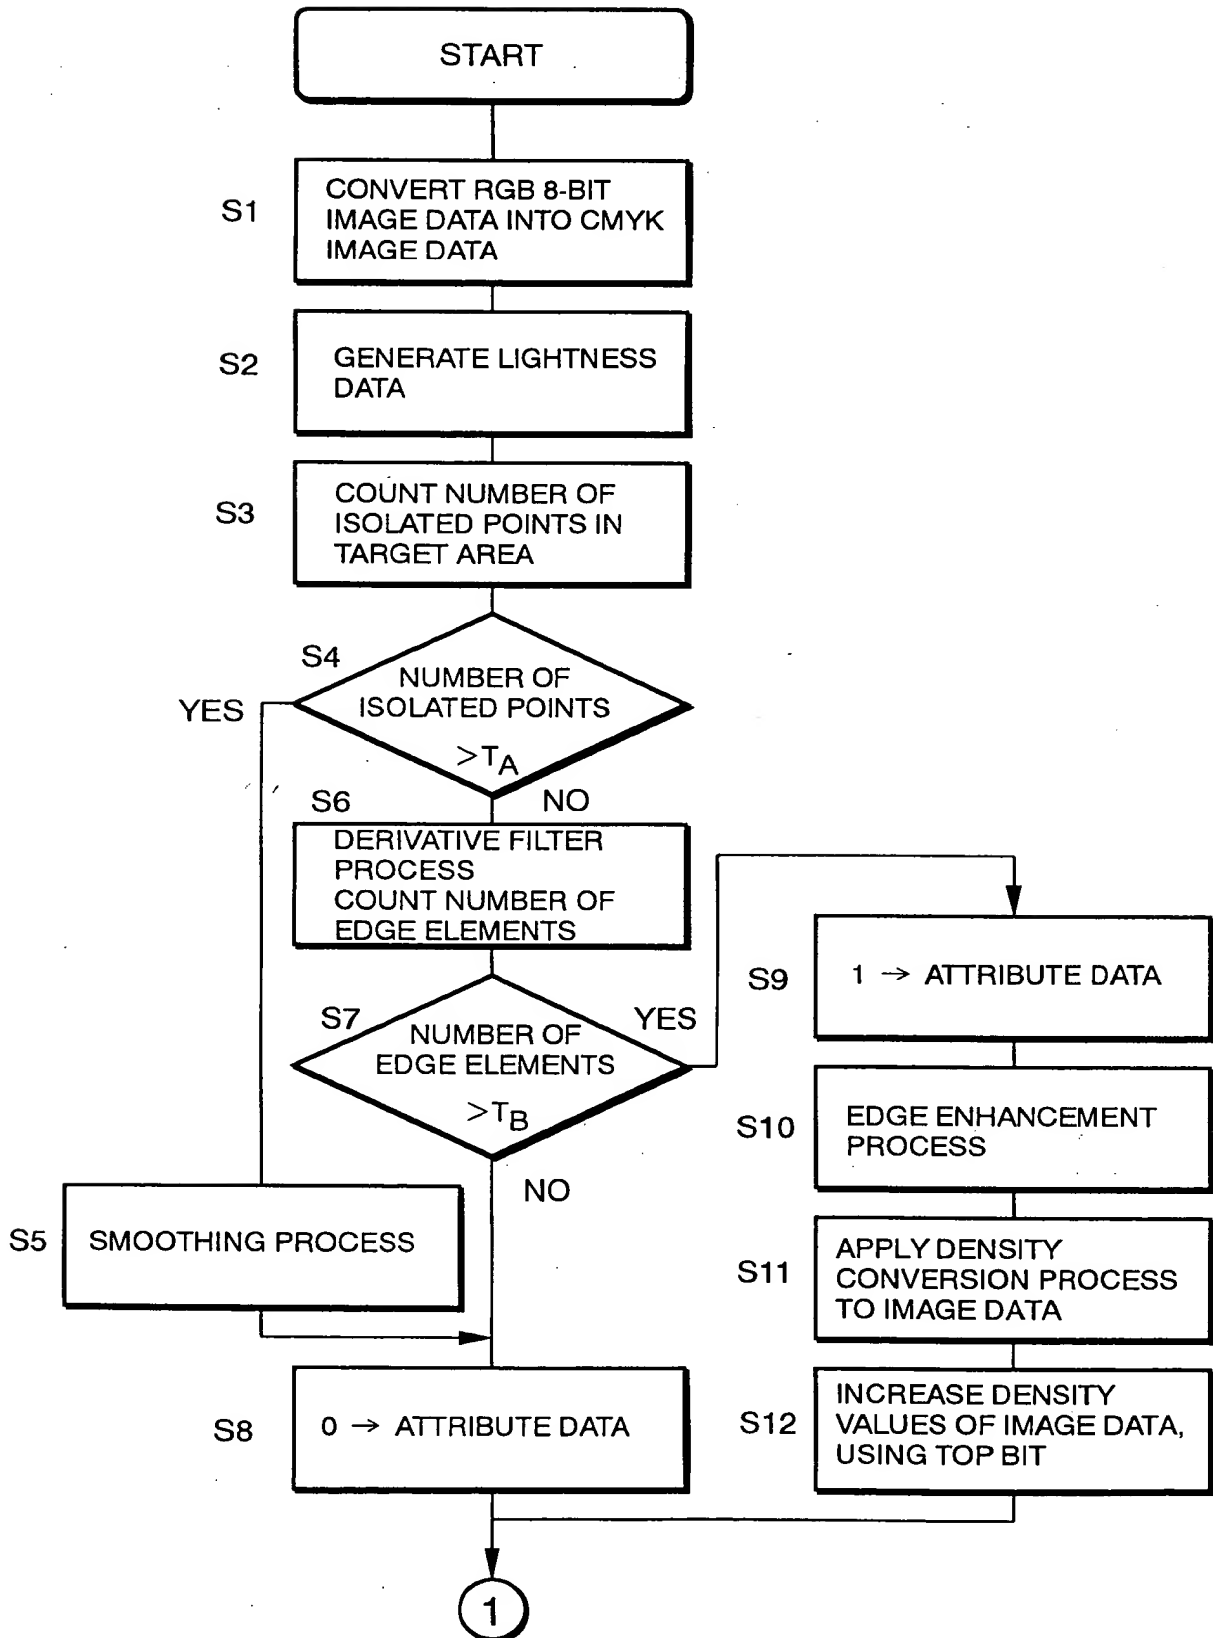 START
S1
CONVERT RGB 8-BIT
IMAGE DATA INTO CMYK
IMAGE DATA
S2
GENERATE LIGHTNESS
DATA
S3
COUNT NUMBER OF
ISOLATED POINTS IN
TARGET AREA
S4
NUMBER OF
ISOLATED POINTS
>TA
YES
NO
S6
DERIVATIVE FILTER
PROCESS
COUNT NUMBER OF
EDGE ELEMENTS
S7
NUMBER OF
EDGE ELEMENTS
>TB
YES
NO
S5
SMOOTHING PROCESS
S8
0 → ATTRIBUTE DATA
S9
1 → ATTRIBUTE DATA
S10
EDGE ENHANCEMENT
PROCESS
S11
APPLY DENSITY
CONVERSION PROCESS
TO IMAGE DATA
S12
INCREASE DENSITY
VALUES OF IMAGE DATA,
USING TOP BIT
1